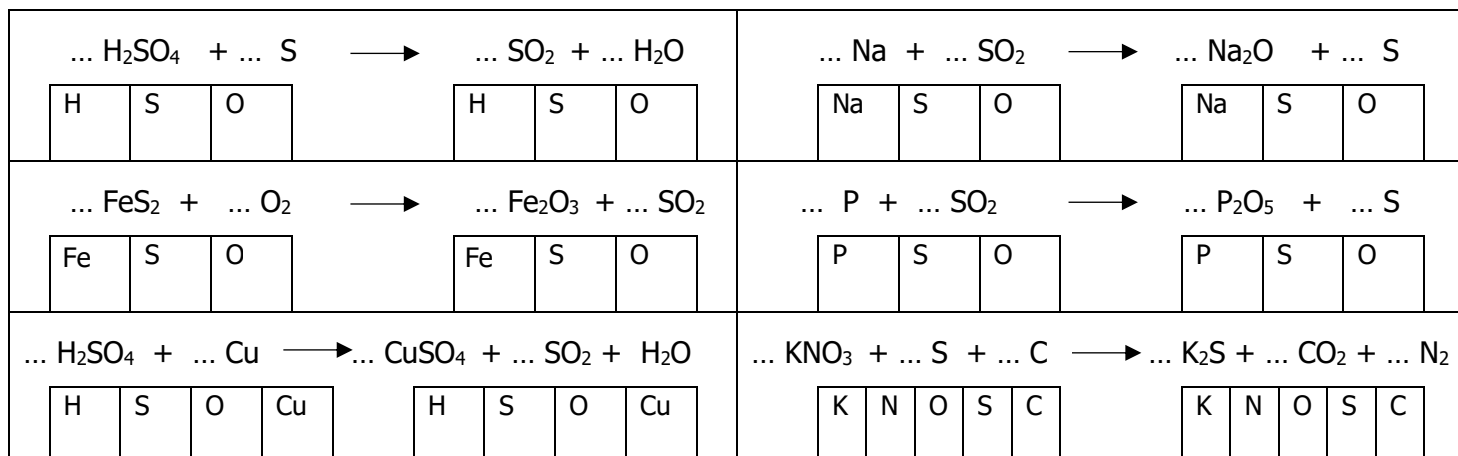 ... H₂SO₄ + ... S ⟶ ... SO₂ + ... H₂O
H S O H S O
... Na + ... SO₂ ⟶ ... Na₂O + ... S
Na S O Na S O
... FeS₂ + ... O₂ ⟶ ... Fe₂O₃ + ... SO₂
Fe S O Fe S O
... P + ... SO₂ ⟶ ... P₂O₅ + ... S
P S O P S O
... H₂SO₄ + ... Cu ⟶ ... CuSO₄ + ... SO₂ + H₂O
H S O Cu H S O Cu
... KNO₃ + ... S + ... C ⟶ ... K₂S + ... CO₂ + ... N₂
K N O S C K N O S C